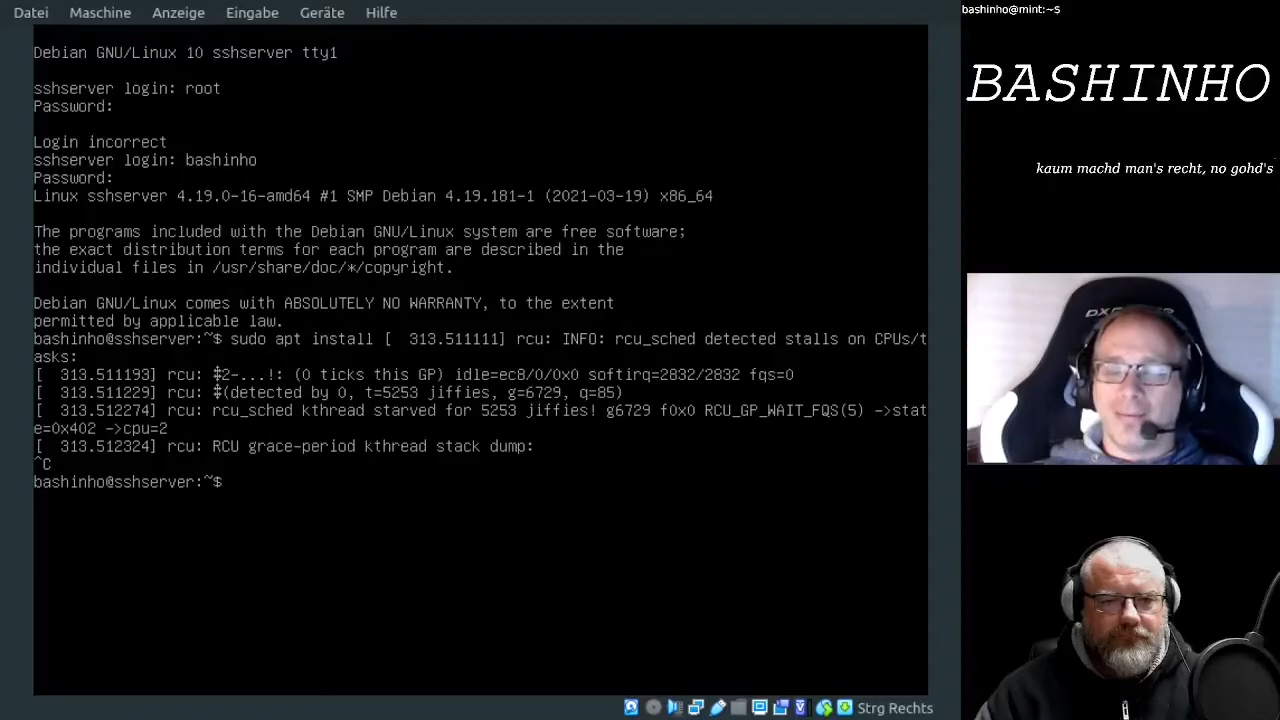 Datei Maschine Anzeige Eingabe Geräte Hilfe
Debian GNU/Linux 10 sshserver tty1
sshserver login: root
Password:
Login incorrect
sshserver login: bashinho
Password:
Linux sshserver 4.19.0-16-amd64 #1 SMP Debian 4.19.181-1 (2021-03-19) x86_64
The programs included with the Debian GNU/Linux system are free software;
the exact distribution terms for each program are described in the
individual files in /usr/share/doc/*/copyright.
Debian GNU/Linux comes with ABSOLUTELY NO WARRANTY, to the extent
permitted by applicable law.
bashinho@sshserver:~$ sudo apt install [  313.511111] rcu: INFO: rcu_sched detected stalls on CPUs/t
asks:
[  313.511193] rcu: ‡2-...!: (0 ticks this GP) idle=ec8/0/0x0 softirq=2832/2832 fqs=0
[  313.511229] rcu: ‡(detected by 0, t=5253 jiffies, g=6729, q=85)
[  313.512274] rcu: rcu_sched kthread starved for 5253 jiffies! g6729 f0x0 RCU_GP_WAIT_FQS(5) ->stat
e=0x402 ->cpu=2
[  313.512324] rcu: RCU grace-period kthread stack dump:
^C
bashinho@sshserver:~$
Strg Rechts
bashinho@mint:~$
BASHINHO
kaum machd man's recht, no gohd's